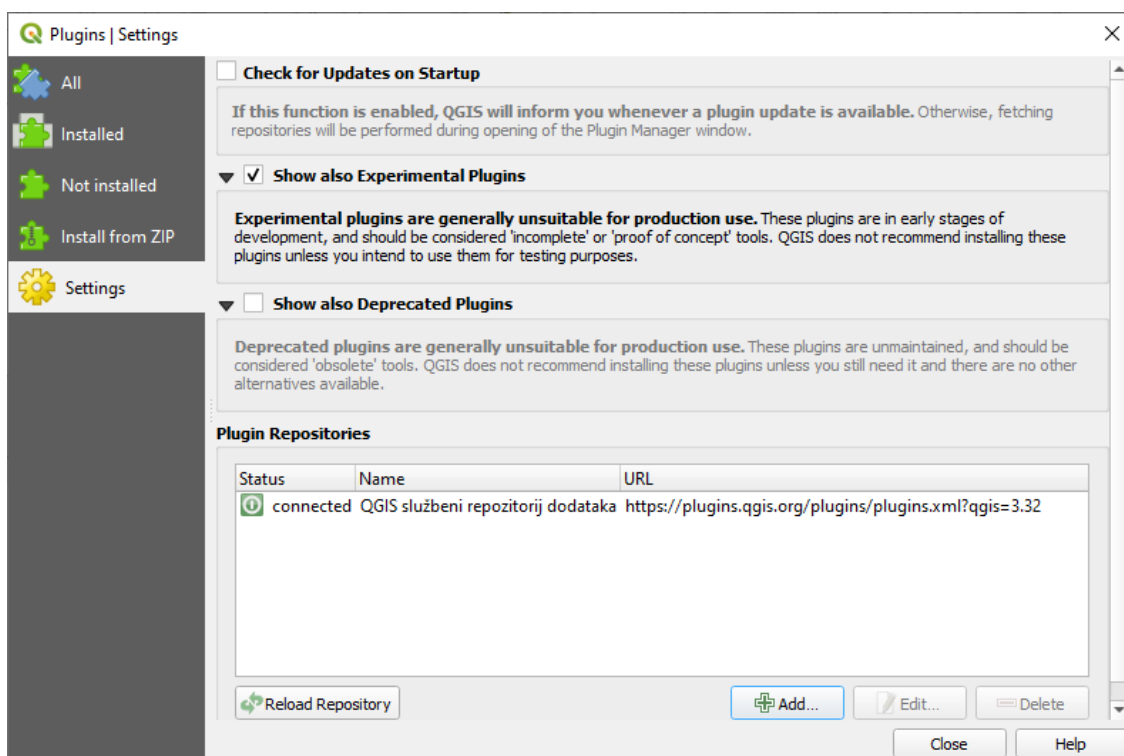 Plugins | Settings
All
Installed
Not installed
Install from ZIP
Settings
Check for Updates on Startup
If this function is enabled, QGIS will inform you whenever a plugin update is available. Otherwise, fetching
repositories will be performed during opening of the Plugin Manager window.
Show also Experimental Plugins
Experimental plugins are generally unsuitable for production use. These plugins are in early stages of
development, and should be considered 'incomplete' or 'proof of concept' tools. QGIS does not recommend installing these
plugins unless you intend to use them for testing purposes.
Show also Deprecated Plugins
Deprecated plugins are generally unsuitable for production use. These plugins are unmaintained, and should be
considered 'obsolete' tools. QGIS does not recommend installing these plugins unless you still need it and there are no other
alternatives available.
Plugin Repositories
Status Name URL
connected QGIS službeni repozitorij dodataka https://plugins.qgis.org/plugins/plugins.xml?qgis=3.32
Reload Repository Add... Edit... Delete
Close Help